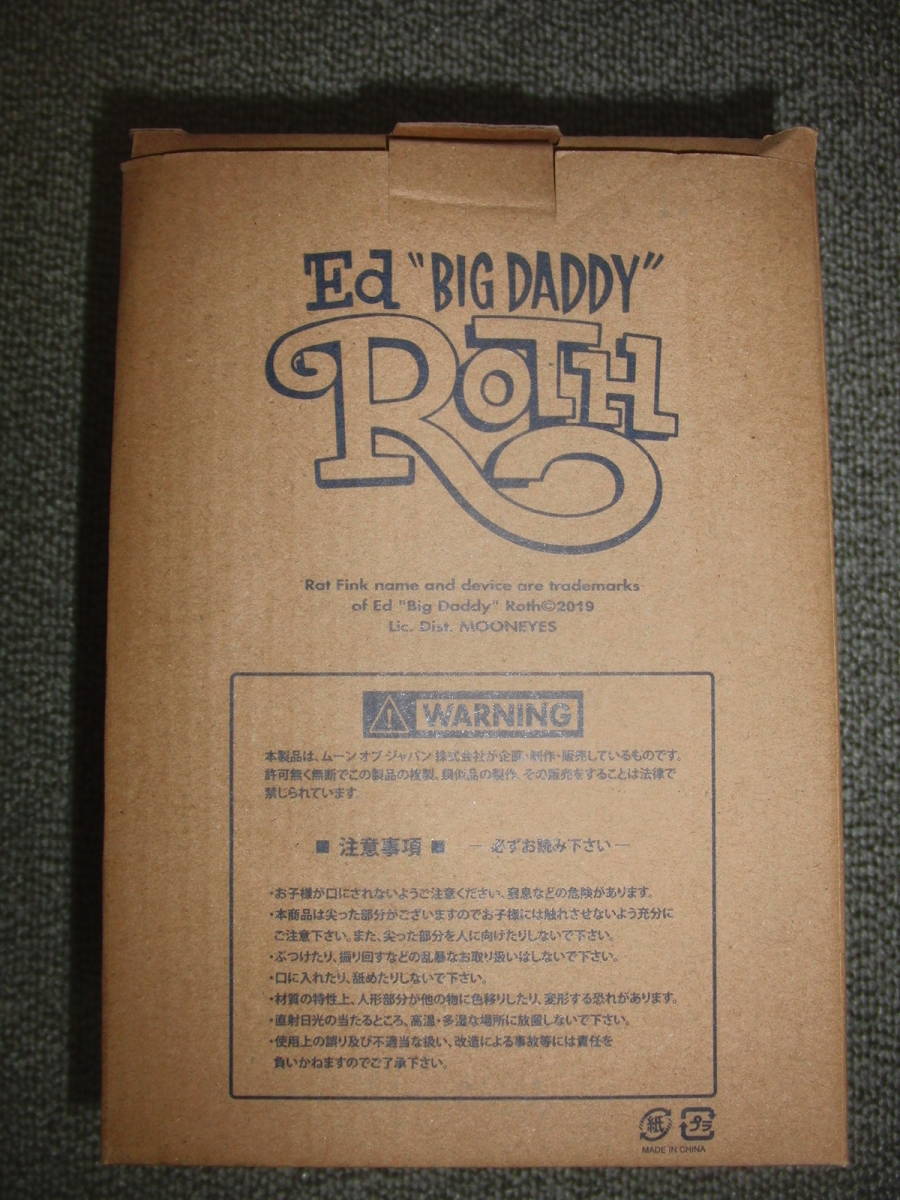 Ed "BIG DADDY"
ROTH
Rat Fink name and device are trademarks
of Ed "Big Daddy" Roth©2019
Lic. Dist. MOONEYES
WARNING
本製品は、ムーン オブ ジャパン 株式会社が企画・制作・販売しているものです。
許可無く無断でこの製品の複製、類似品の製作、その販売をすることは法律で
禁じられています。
■ 注意事項 ■ − 必ずお読み下さい −
・お子様が口にされないようご注意ください、窒息などの危険があります。
・本商品は尖った部分がございますのでお子様には触れさせないよう充分に
ご注意下さい。また、尖った部分を人に向けたりしないで下さい。
・ぶつけたり、振り回すなどの乱暴なお取り扱いはしないで下さい。
・口に入れたり、舐めたりしないで下さい。
・材質の特性上、人形部分が他の物に色移りしたり、変形する恐れがあります。
・直射日光の当たるところ、高温・多湿な場所に放置しないで下さい。
・使用上の誤り及び不適当な扱い、改造による事故等には責任を
負いかねますのでご了承下さい。
紙 プラ
MADE IN CHINA